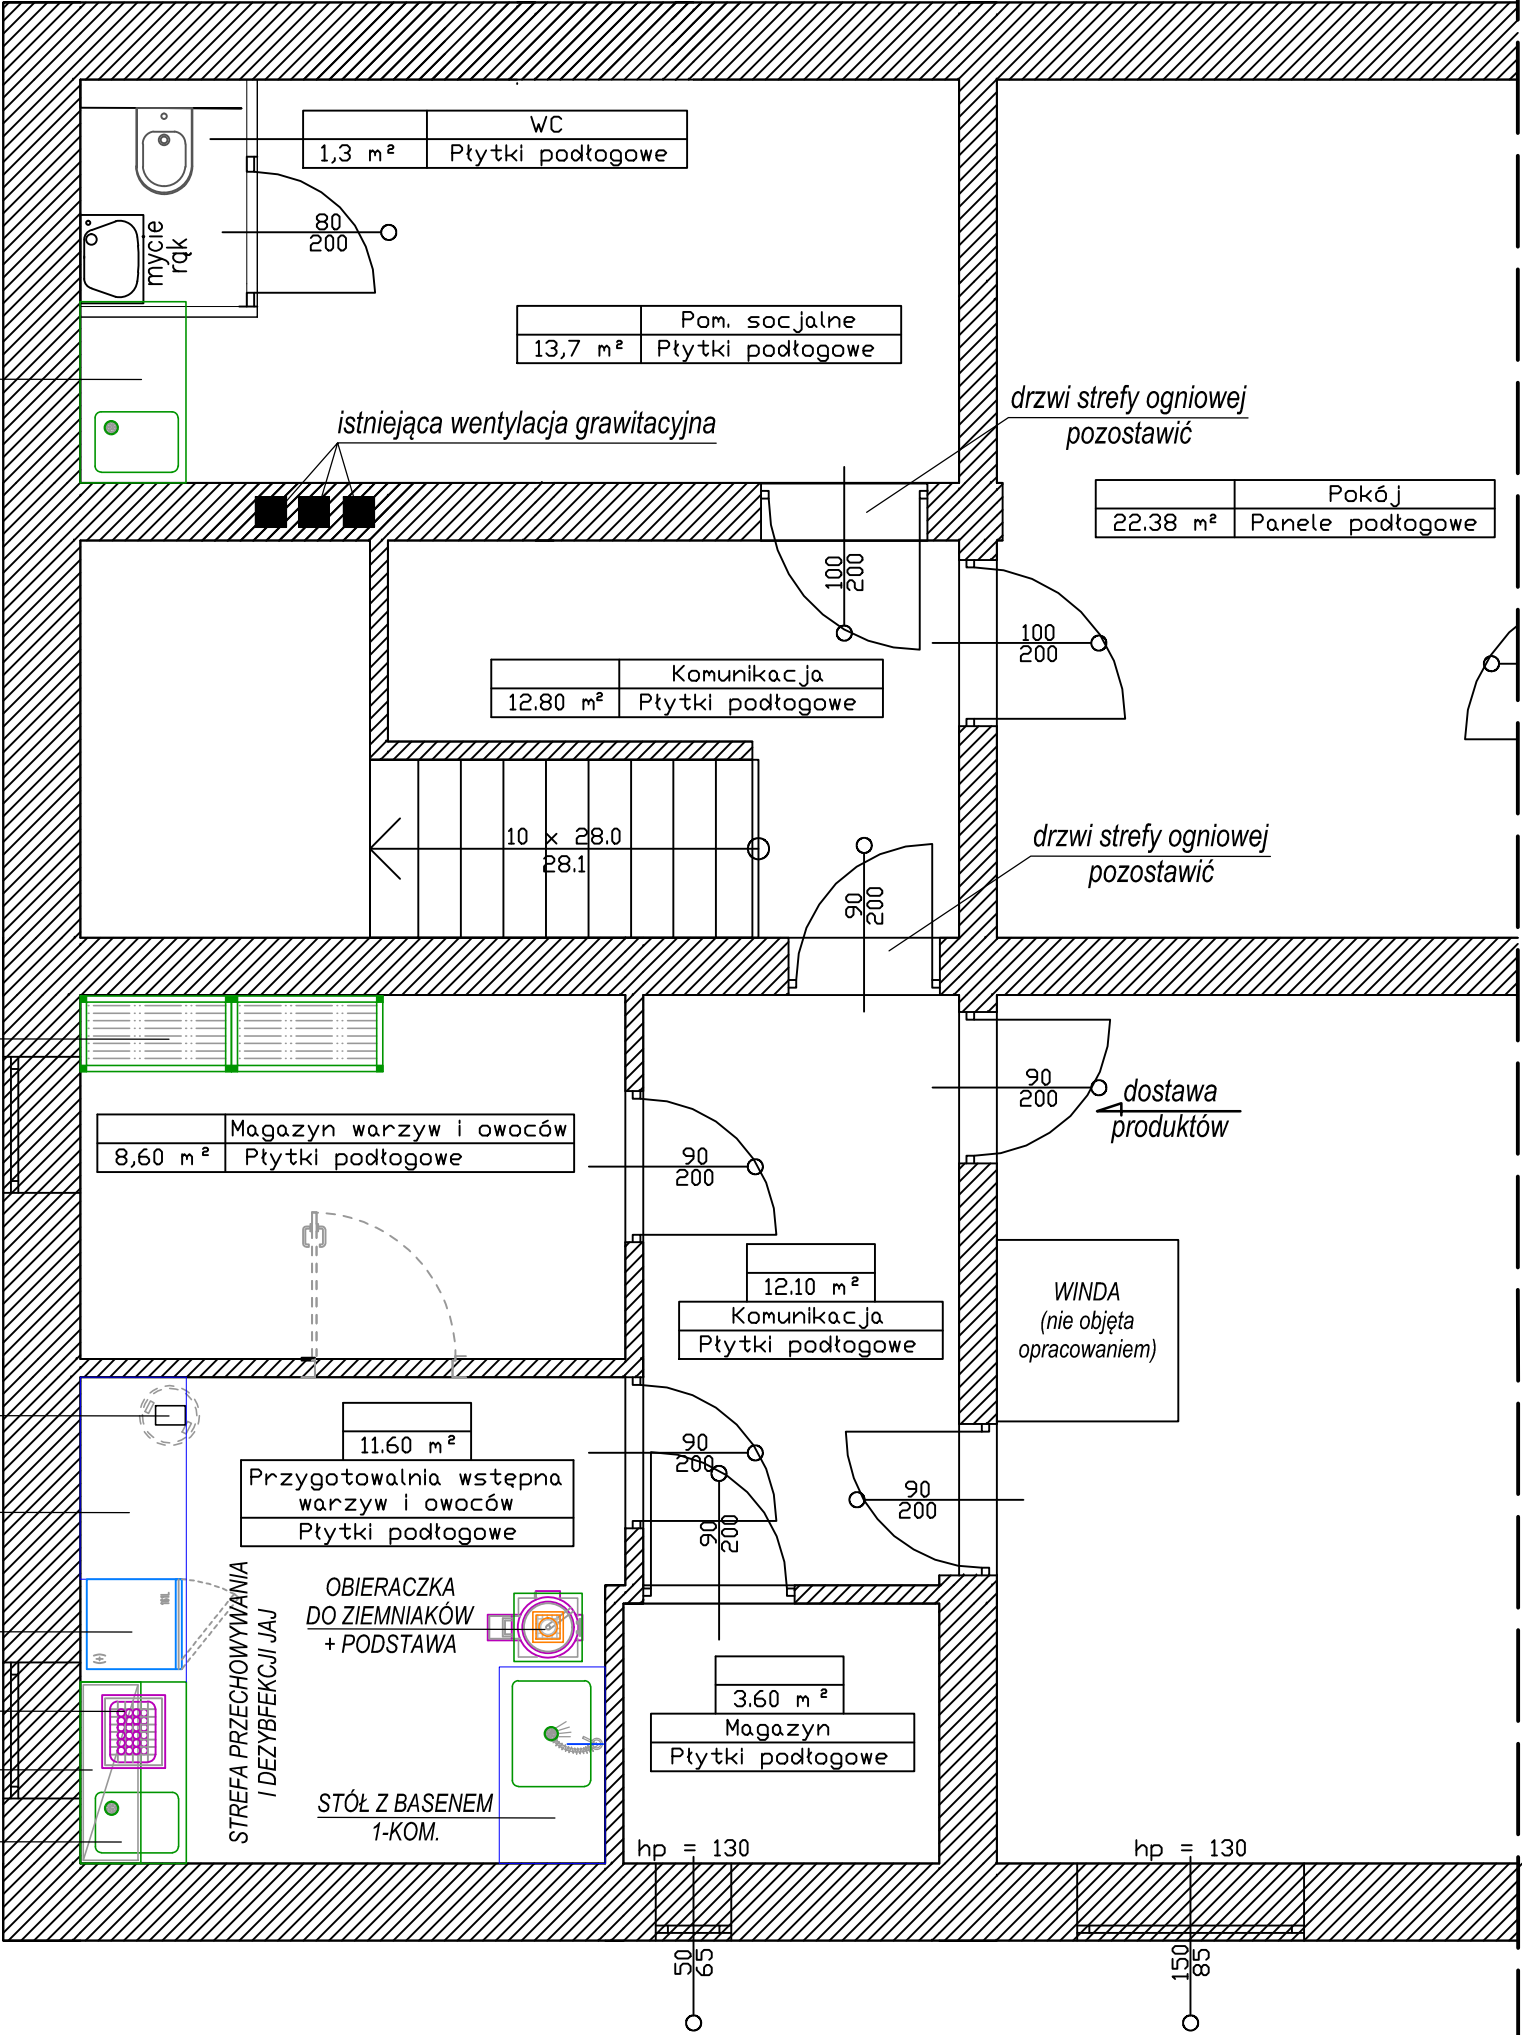 WC
1,3 m²
Płytki podłogowe
mycie
rąk
80
200
Pom. socjalne
13,7 m²
Płytki podłogowe
istniejąca wentylacja grawitacyjna
drzwi strefy ogniowej
pozostawić
Pokój
22.38 m²
Panele podłogowe
100
200
100
200
Komunikacja
12.80 m²
Płytki podłogowe
10 x 28.0
28.1
90
200
drzwi strefy ogniowej
pozostawić
90
200
dostawa
produktów
Magazyn warzyw i owoców
8,60 m²
Płytki podłogowe
90
200
12.10 m²
Komunikacja
Płytki podłogowe
WINDA
(nie objęta
opracowaniem)
11.60 m²
Przygotowalnia wstępna
warzyw i owoców
Płytki podłogowe
90
200
90
200
90
200
STREFA PRZECHOWYWANIA
I DEZYBFEKCJI JAJ
OBIERACZKA
DO ZIEMNIAKÓW
+ PODSTAWA
3.60 m²
Magazyn
Płytki podłogowe
STÓŁ Z BASENEM
1-KOM.
hp = 130
hp = 130
50
65
150
85